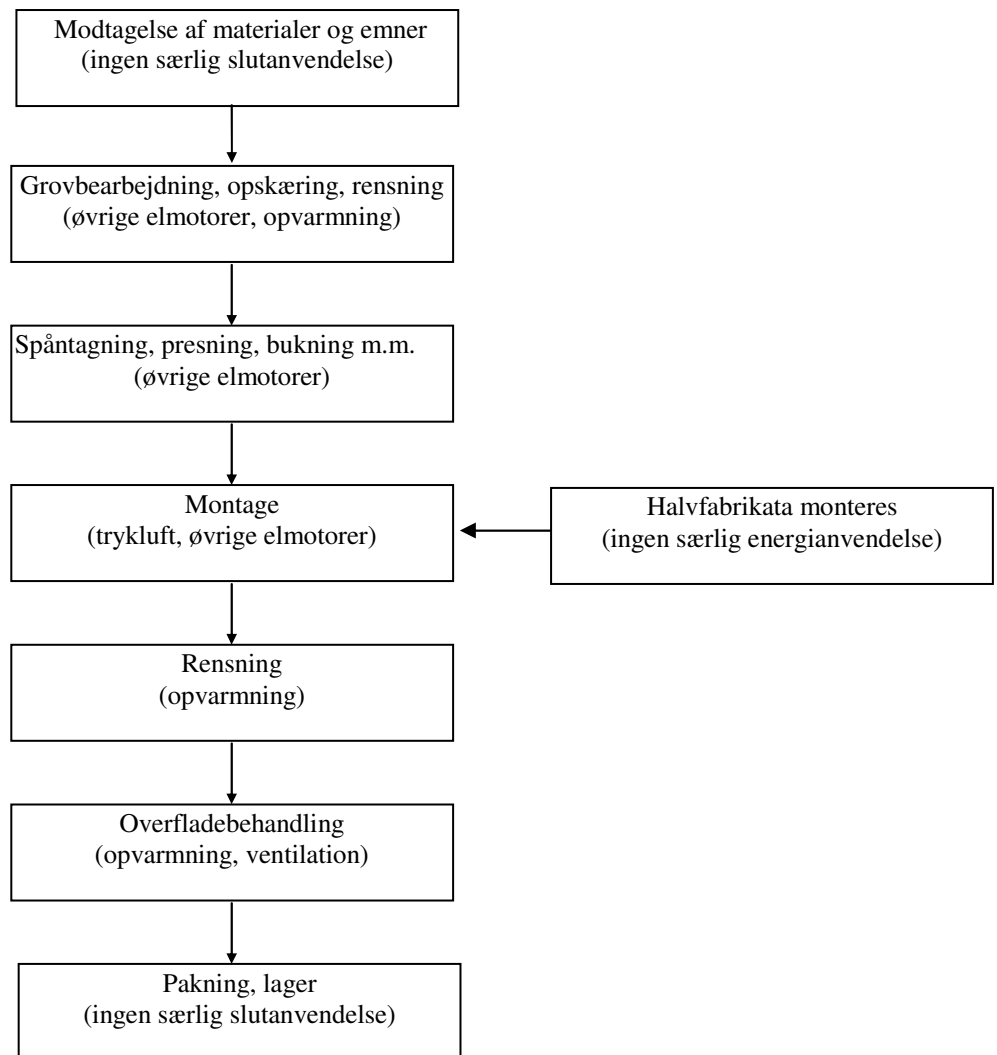 Modtagelse af materialer og emner
(ingen særlig slutanvendelse)
Grovbearbejdning, opskæring, rensning
(øvrige elmotorer, opvarmning)
Spåntagning, presning, bukning m.m.
(øvrige elmotorer)
Montage
(trykluft, øvrige elmotorer)
Halvfabrikata monteres
(ingen særlig energianvendelse)
Rensning
(opvarmning)
Overfladebehandling
(opvarmning, ventilation)
Pakning, lager
(ingen særlig slutanvendelse)